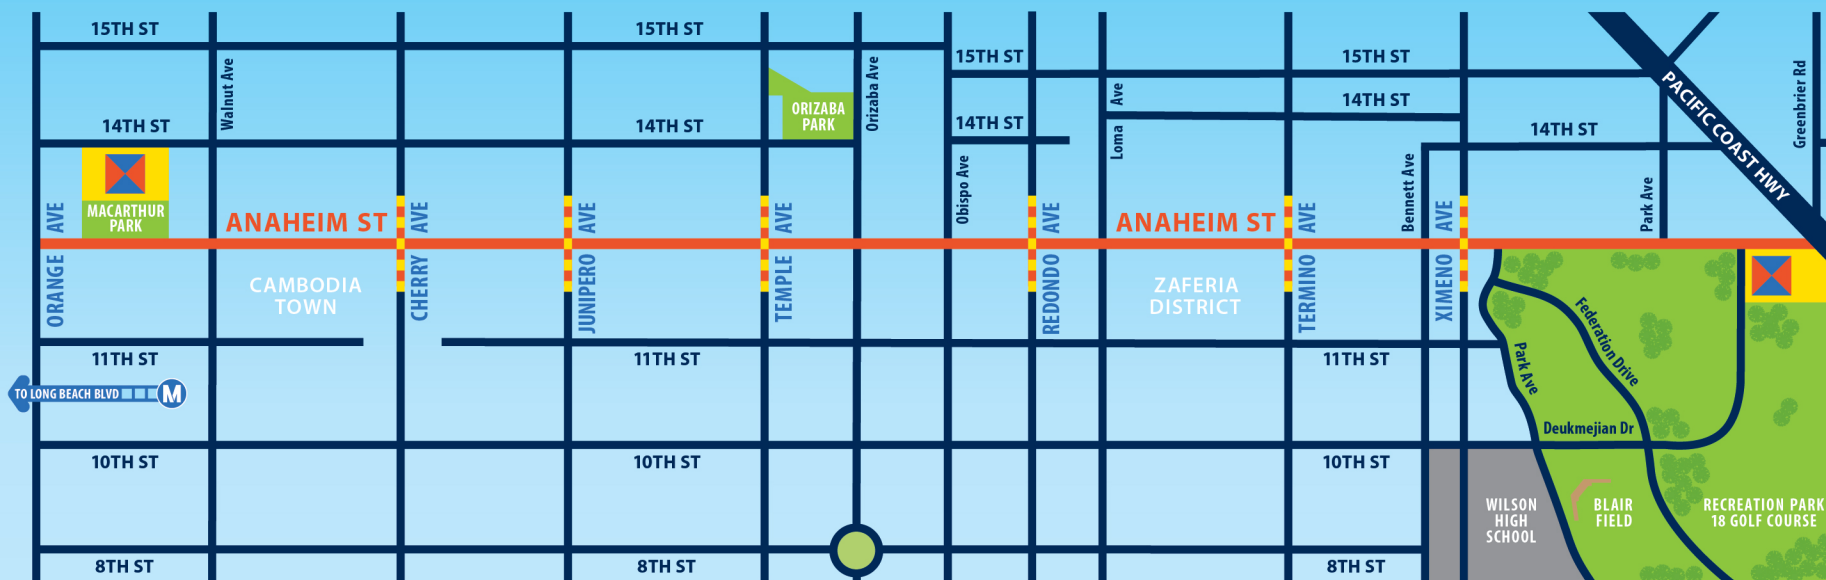 15TH ST
15TH ST
15TH ST
15TH ST
Walnut Ave
Orizaba Ave
Greenbrier Rd
PACIFIC COAST HWY
ORIZABA
PARK
Loma Ave
14TH ST
14TH ST
14TH ST
14TH ST
14TH ST
MACARTHUR
PARK
Obispo Ave
Bennett Ave
Park Ave
ANAHEIM ST
ANAHEIM ST
ORANGE AVE
CHERRY AVE
JUNIPERO AVE
TEMPLE AVE
REDONDO AVE
TERMINO AVE
XIMENO AVE
CAMBODIA
TOWN
ZAFERIA
DISTRICT
Federation Drive
Park Ave
11TH ST
11TH ST
11TH ST
TO LONG BEACH BLVD
M
Deukmejian Dr
10TH ST
10TH ST
10TH ST
WILSON
HIGH
SCHOOL
BLAIR
FIELD
RECREATION PARK
18 GOLF COURSE
8TH ST
8TH ST
8TH ST